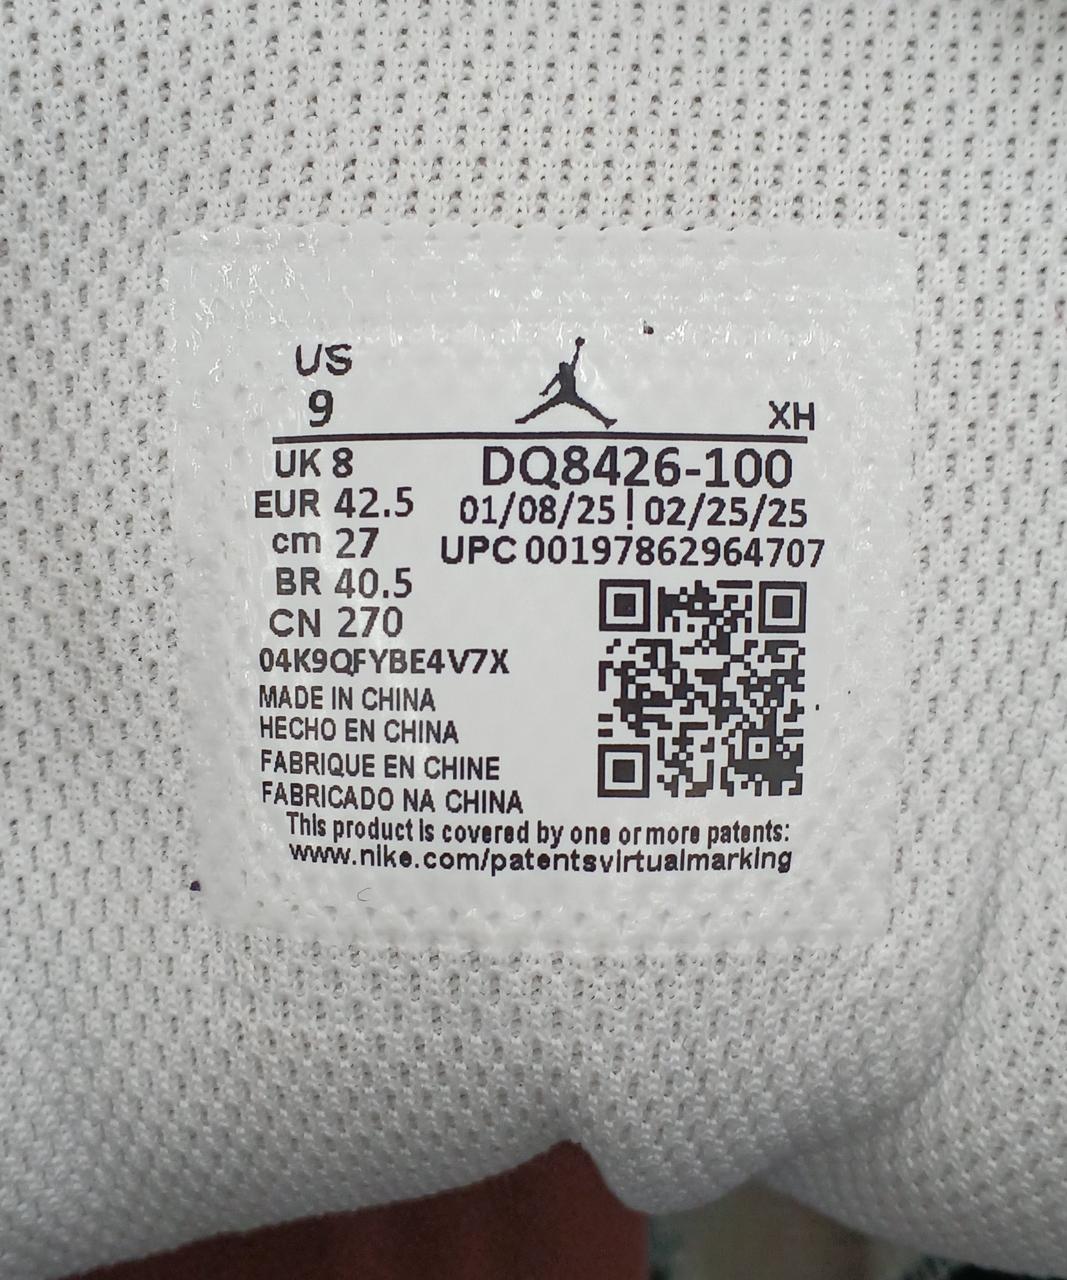 US
9
XH
UK 8
DQ8426-100
EUR 42.5
01/08/25 | 02/25/25
cm 27
UPC 00197862964707
BR 40.5
CN 270
04K9QFYBE4V7X
MADE IN CHINA
HECHO EN CHINA
FABRIQUE EN CHINE
FABRICADO NA CHINA
This product is covered by one or more patents:
www.nike.com/patentsvirtualmarking